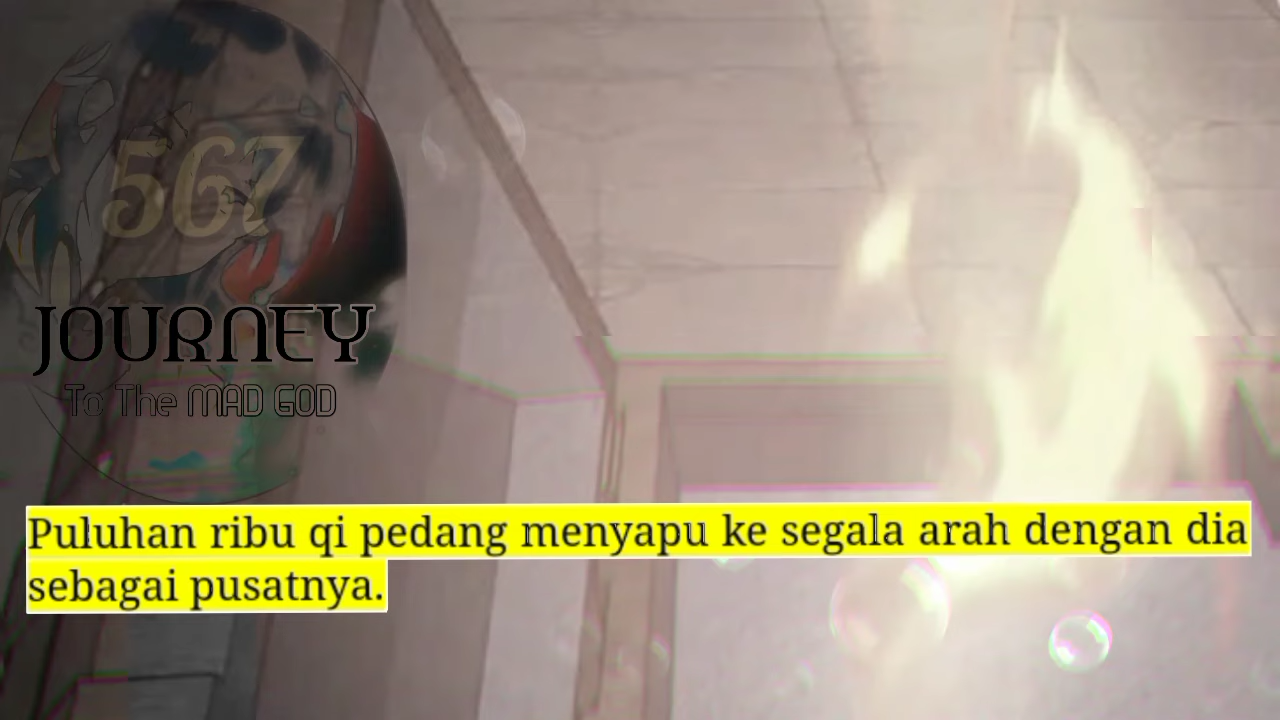 567
JOURNEY
To The MAD GOD
Puluhan ribu qi pedang menyapu ke segala arah dengan dia
sebagai pusatnya.